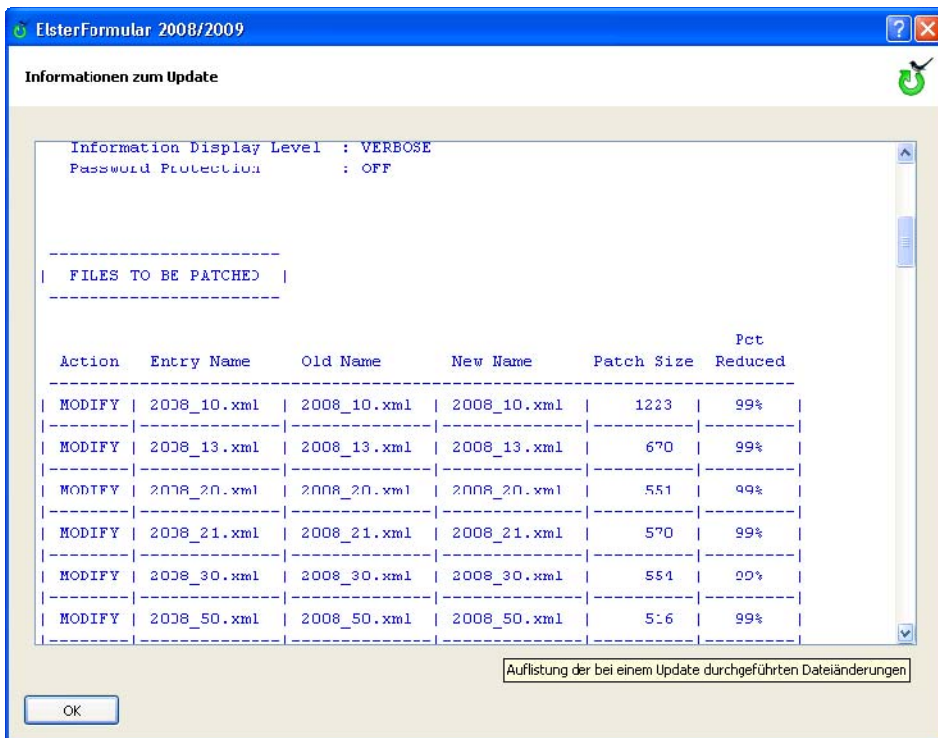 ElsterFormular 2008/2009
Informationen zum Update
Information Display Level : VERBOSE
Password Protection : OFF
-----------------------
| FILES TO BE PATCHED |
-----------------------
Pct
Action Entry Name Old Name New Name Patch Size Reduced
| MODIFY | 2008_10.xml | 2008_10.xml | 2008_10.xml | 1223 | 99% |
| MODIFY | 2008_13.xml | 2008_13.xml | 2008_13.xml | 670 | 99% |
| MODIFY | 2008_20.xml | 2008_20.xml | 2008_20.xml | 551 | 99% |
| MODIFY | 2008_21.xml | 2008_21.xml | 2008_21.xml | 570 | 99% |
| MODIFY | 2008_30.xml | 2008_30.xml | 2008_30.xml | 554 | 99% |
| MODIFY | 2008_50.xml | 2008_50.xml | 2008_50.xml | 516 | 99% |
Auflistung der bei einem Update durchgeführten Dateiänderungen
OK